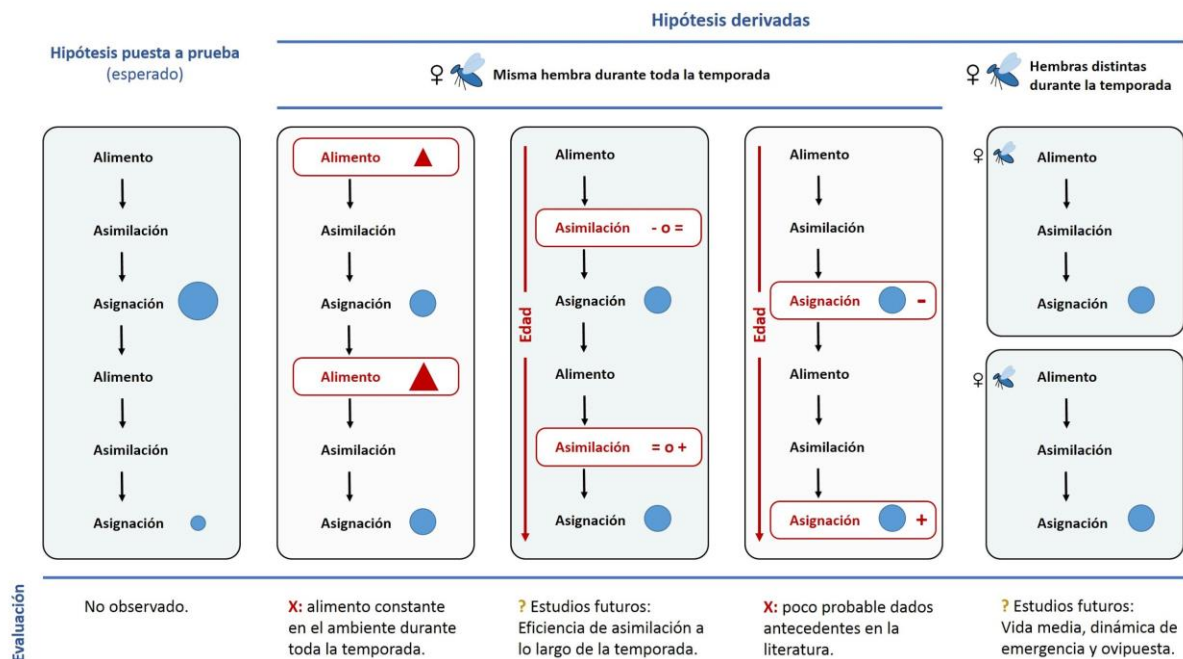 Hipótesis derivadas
Hipótesis puesta a prueba
(esperado)
♀ Misma hembra durante toda la temporada
♀ Hembras distintas
durante la temporada
Alimento
Asimilación
Asignación
Alimento
Asimilación
Asignación
Alimento
Asimilación
Asignación
Alimento
Asimilación
Asignación
Edad
Alimento
Asimilación - o =
Asignación
Alimento
Asimilación = o +
Asignación
Edad
Alimento
Asimilación
Asignación -
Alimento
Asimilación
Asignación +
♀
Alimento
Asimilación
Asignación
♀
Alimento
Asimilación
Asignación
Evaluación
No observado.
X: alimento constante
en el ambiente durante
toda la temporada.
? Estudios futuros:
Eficiencia de asimilación a
lo largo de la temporada.
X: poco probable dados
antecedentes en la
literatura.
? Estudios futuros:
Vida media, dinámica de
emergencia y ovipuesta.